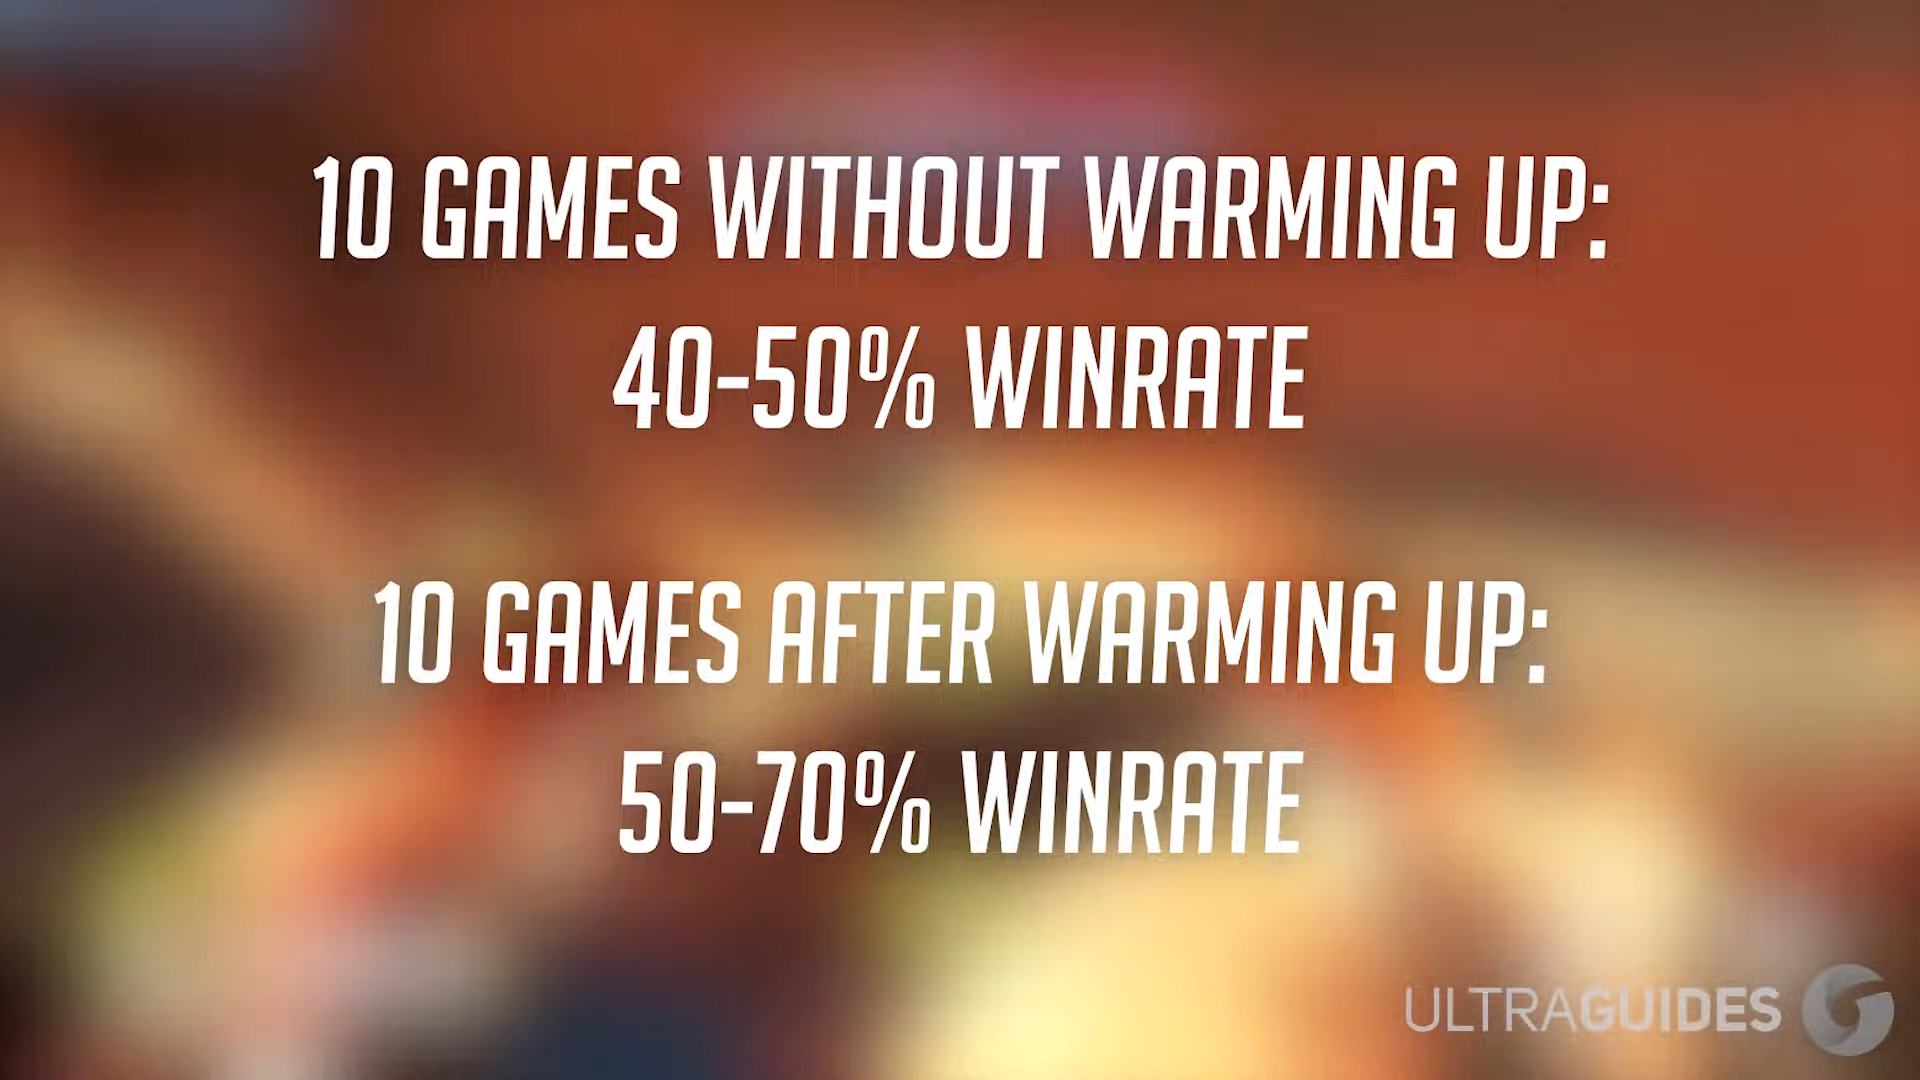 10 GAMES WITHOUT WARMING UP:
40-50% WINRATE
10 GAMES AFTER WARMING UP:
50-70% WINRATE
ULTRAGUIDES